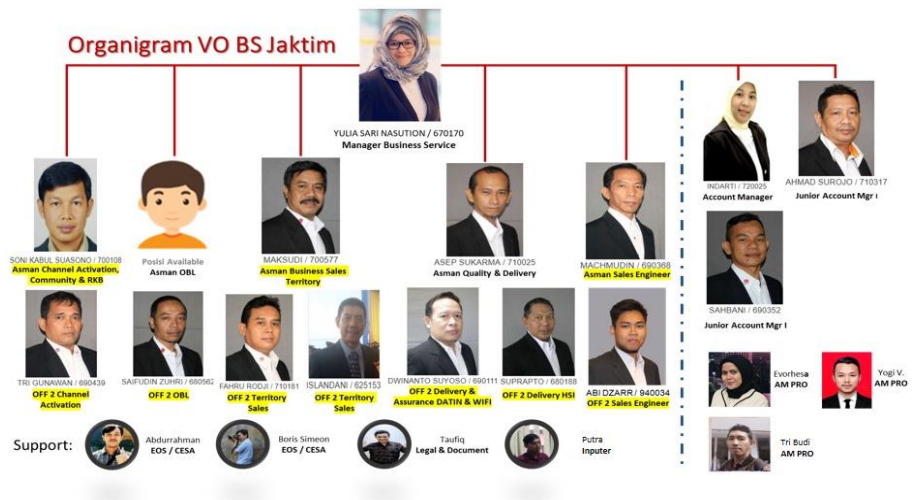 Organigram VO BS Jaktim
YULIA SARI NASUTION / 670170
Manager Business Service
SONI KABUL SUASONO / 700108
Asman Channel Activation,
Community & RKB
Posisi Available
Asman OBL
MAKSUDI / 700577
Asman Business Sales
Territory
ASEP SUKARMA / 710025
Asman Quality & Delivery
MACHMUDIN / 690368
Asman Sales Engineer
INDARTI / 720025
Account Manager
AHMAD SUROJO / 710317
Junior Account Mgr I
TRI GUNAWAN / 690439
OFF 2 Channel
Activation
SAIFUDIN ZUHRI / 680562
OFF 2 OBL
FAHRU RODJI / 710181
OFF 2 Territory
Sales
ISLANDANI / 625153
OFF 2 Territory
Sales
DWINANTO SUYOSO / 690111
OFF 2 Delivery &
Assurance DATIN & WIFI
SUPRAPTO / 680188
OFF 2 Delivery HSI
ABI DZARR / 940034
OFF 2 Sales Engineer
SAHBANI / 690352
Junior Account Mgr I
Evorhesa
AM PRO
Yogi V.
AM PRO
Tri Budi
AM PRO
Support:
Abdurrahman
EOS / CESA
Boris Simeon
EOS / CESA
Taufiq
Legal & Document
Putra
Inputer